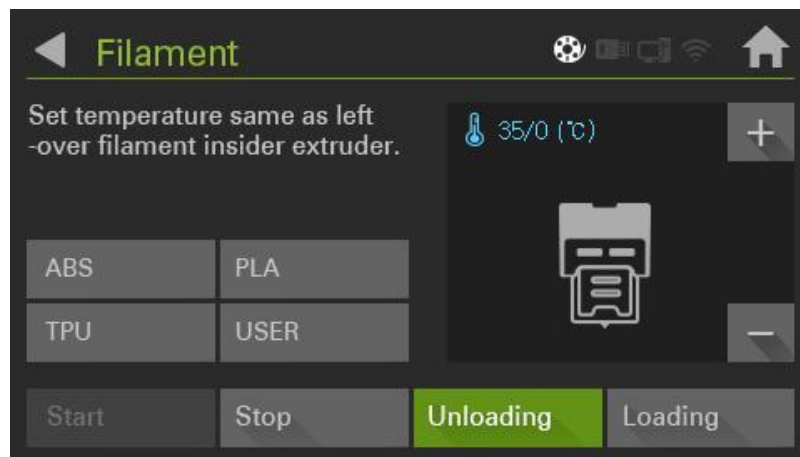 Filament
Set temperature same as left
-over filament insider extruder.
35/0 (℃)
+
ABS
PLA
TPU
USER
−
Start
Stop
Unloading
Loading